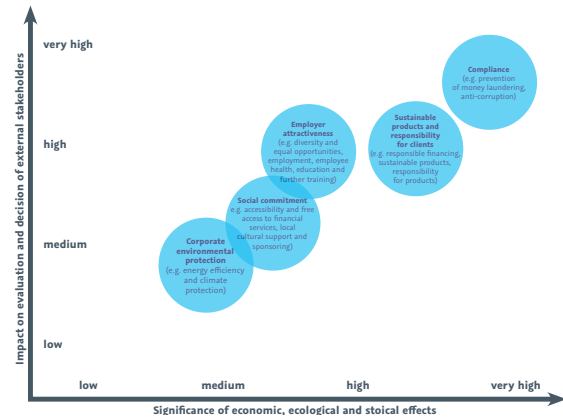 Impact on evaluation and decision of external stakeholders
very high
high
medium
low
Compliance
(e.g. prevention
of money laundering,
anti-corruption)
Sustainable
products and
responsibility
for clients
(e.g. responsible financing,
sustainable products,
responsibility
for products)
Employer
attractiveness
(e.g. diversity and
equal opportunities,
employment, employee
health, education and
further training)
Social commitment
e.g. accessibility and free
access to financial
services, local
cultural support and
sponsoring)
Corporate
environmental
protection
(e.g. energy efficiency
and climate
protection)
low
medium
high
very high
Significance of economic, ecological and stoical effects